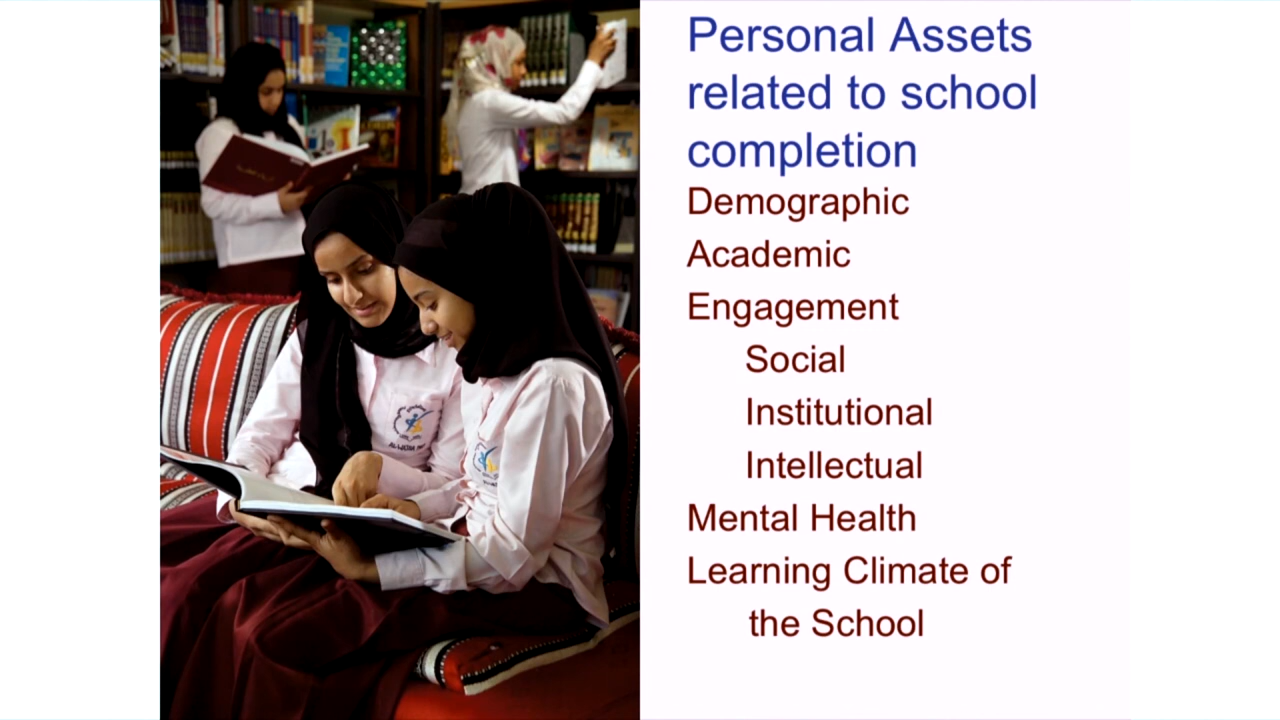 Personal Assets
related to school
completion
Demographic
Academic
Engagement
Social
Institutional
Intellectual
Mental Health
Learning Climate of
the School